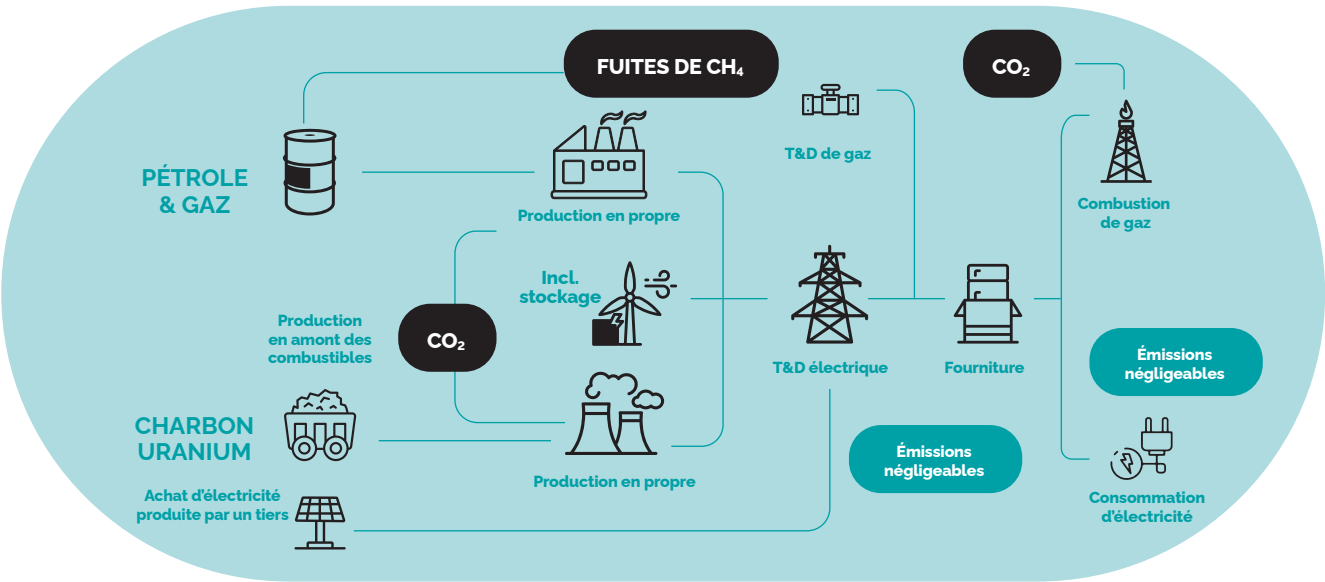 FUITES DE CH₄
CO₂
T&D de gaz
PÉTROLE
& GAZ
Production en propre
Combustion
de gaz
Incl.
stockage
Production
en amont des
combustibles
CO₂
T&D électrique
Fourniture
Émissions
négligeables
CHARBON
URANIUM
Émissions
négligeables
Production en propre
Achat d'électricité
produite par un tiers
Consommation
d'électricité